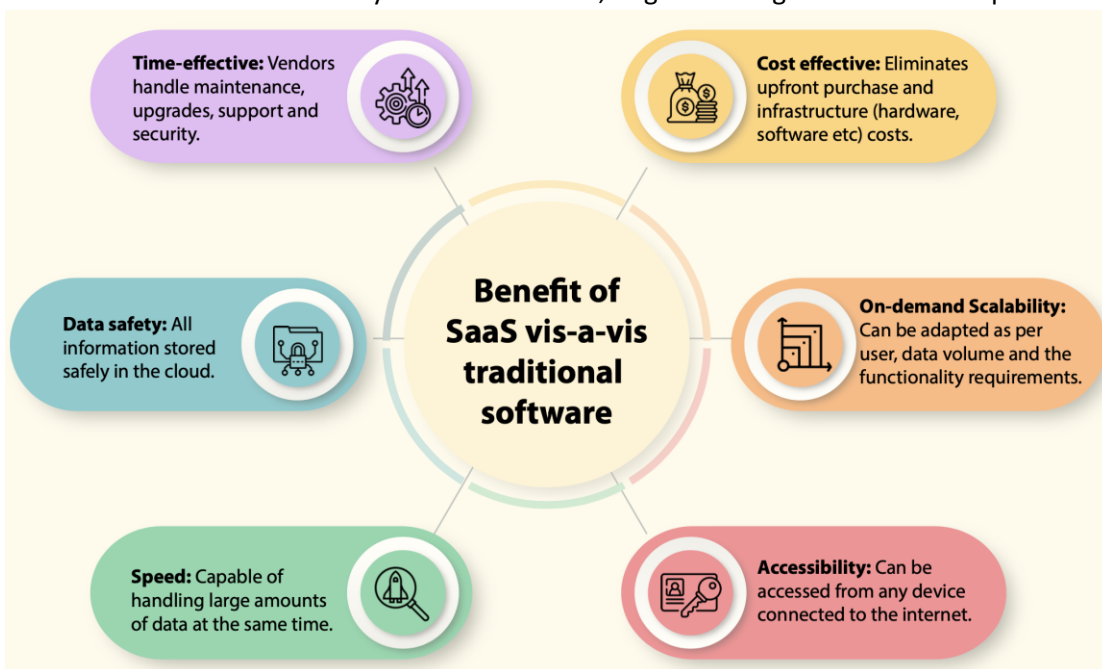 Time-effective: Vendors
handle maintenance,
upgrades, support and
security.
Cost effective: Eliminates
upfront purchase and
infrastructure (hardware,
software etc) costs.
Benefit of
SaaS vis-a-vis
traditional
software
Data safety: All
information stored
safely in the cloud.
On-demand Scalability:
Can be adapted as per
user, data volume and the
functionality requirements.
Speed: Capable of
handling large amounts
of data at the same time.
Accessibility: Can be
accessed from any device
connected to the internet.